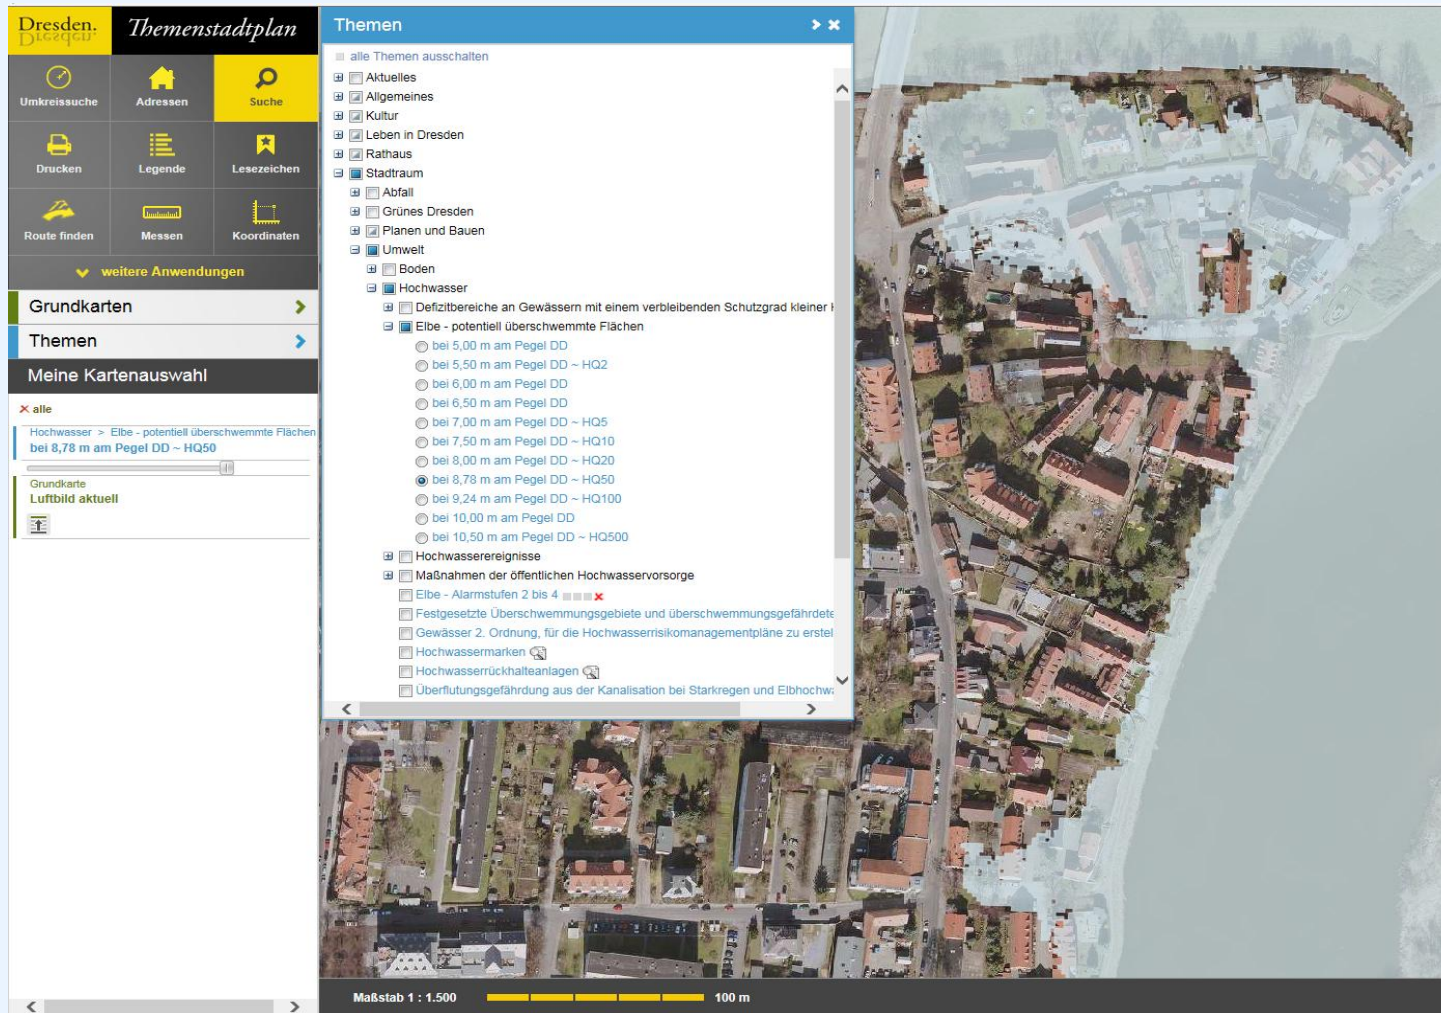 Dresden.
Dresden.
Themenstadtplan
Umkreissuche
Adressen
Suche
Drucken
Legende
Lesezeichen
Route finden
Messen
Koordinaten
weitere Anwendungen
Grundkarten
Themen
Meine Kartenauswahl
alle
Hochwasser > Elbe - potentiell überschwemmte Flächen
bei 8,78 m am Pegel DD ~ HQ50
Grundkarte
Luftbild aktuell
Themen
alle Themen ausschalten
Aktuelles
Allgemeines
Kultur
Leben in Dresden
Rathaus
Stadtraum
Abfall
Grünes Dresden
Planen und Bauen
Umwelt
Boden
Hochwasser
Defizitbereiche an Gewässern mit einem verbleibenden Schutzgrad kleiner
Elbe - potentiell überschwemmte Flächen
bei 5,00 m am Pegel DD
bei 5,50 m am Pegel DD ~ HQ2
bei 6,00 m am Pegel DD
bei 6,50 m am Pegel DD
bei 7,00 m am Pegel DD ~ HQ5
bei 7,50 m am Pegel DD ~ HQ10
bei 8,00 m am Pegel DD ~ HQ20
bei 8,78 m am Pegel DD ~ HQ50
bei 9,24 m am Pegel DD ~ HQ100
bei 10,00 m am Pegel DD
bei 10,50 m am Pegel DD ~ HQ500
Hochwasserereignisse
Maßnahmen der öffentlichen Hochwasservorsorge
Elbe - Alarmstufen 2 bis 4
Festgesetzte Überschwemmungsgebiete und überschwemmungsgefährdete
Gewässer 2. Ordnung, für die Hochwasserrisikomanagementpläne zu erstel
Hochwassermarken
Hochwasserrückhalteanlagen
Überflutungsgefährdung aus der Kanalisation bei Starkregen und Elbhochw
Maßstab 1 : 1.500
100 m